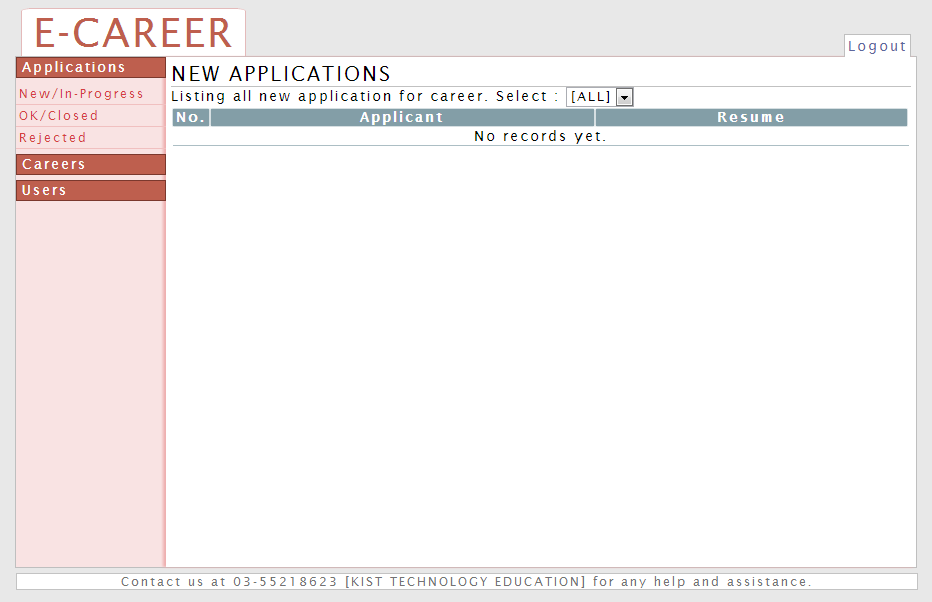 E-CAREER
Logout
Applications
New/In-Progress
OK/Closed
Rejected
Careers
Users
NEW APPLICATIONS
Listing all new application for career. Select : [ALL]
No. Applicant Resume
No records yet.
Contact us at 03-55218623 [KIST TECHNOLOGY EDUCATION] for any help and assistance.